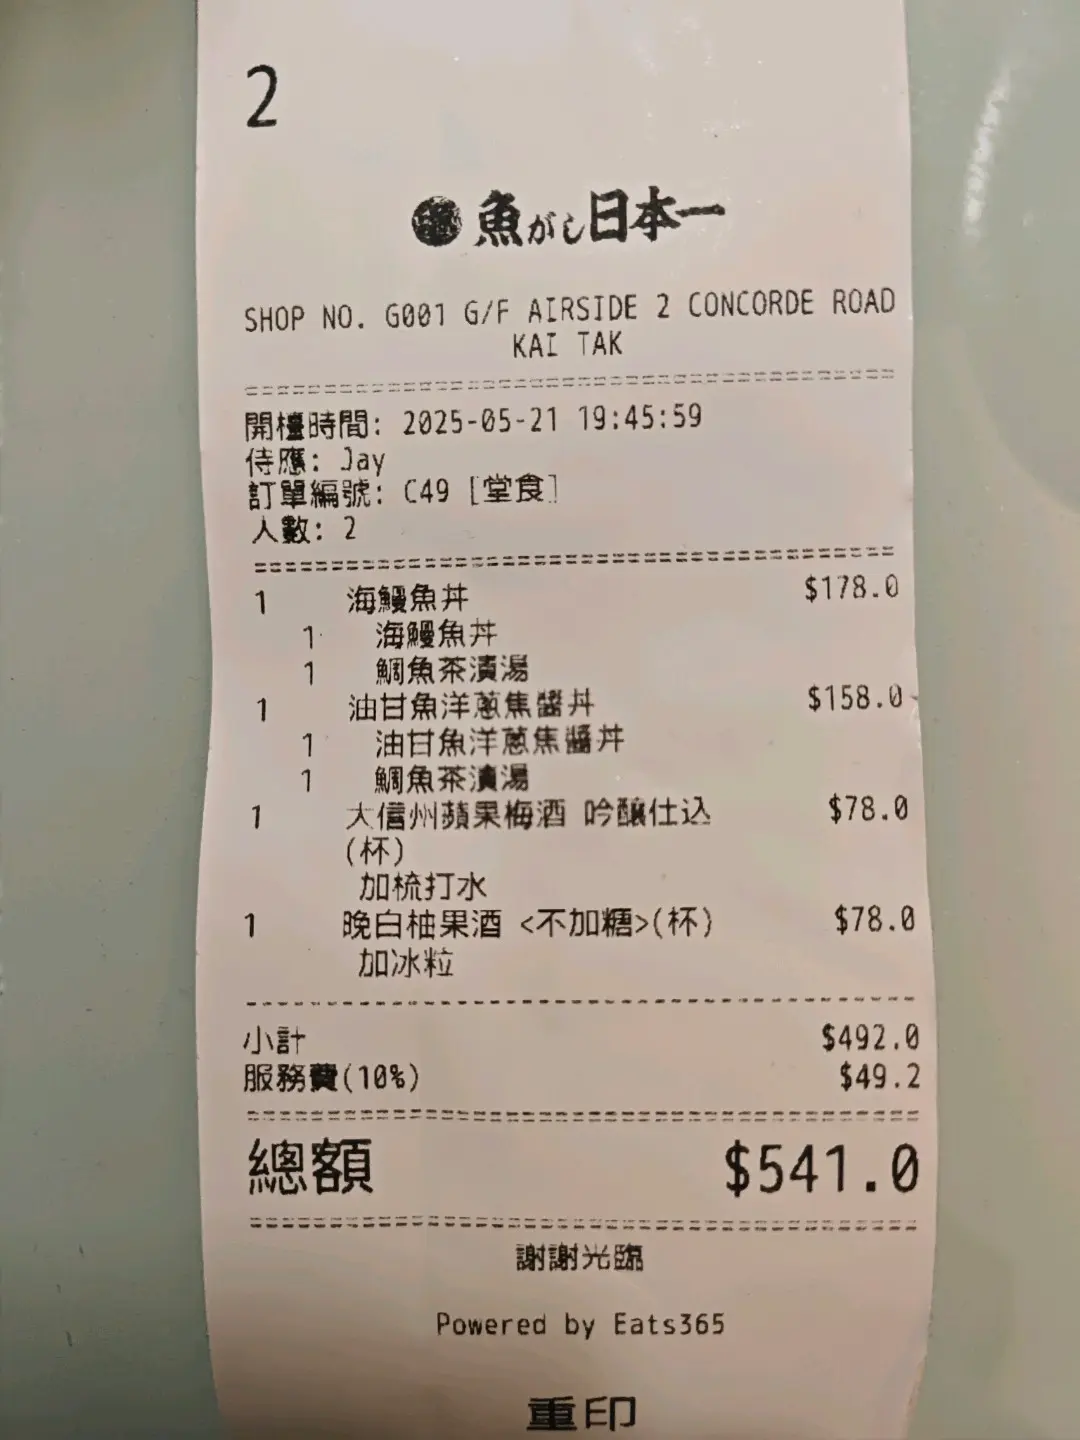 2
魚がし日本一
SHOP NO. G001 G/F AIRSIDE 2 CONCORDE ROAD
KAI TAK
開檯時間: 2025-05-21 19:45:59
侍應: Jay
訂單編號: C49 [堂食]
人數: 2
1 海鰻魚丼 $178.0
1 海鰻魚丼
1 鯛魚茶漬湯
1 油甘魚洋蔥焦醬丼 $158.0
1 油甘魚洋蔥焦醬丼
1 鯛魚茶漬湯
1 大信州蘋果梅酒 吟釀仕込 $78.0
(杯)
加梳打水
1 晚白柚果酒 <不加糖>(杯) $78.0
加冰粒
小計 $492.0
服務費(10%) $49.2
總額 $541.0
謝謝光臨
Powered by Eats365
重印